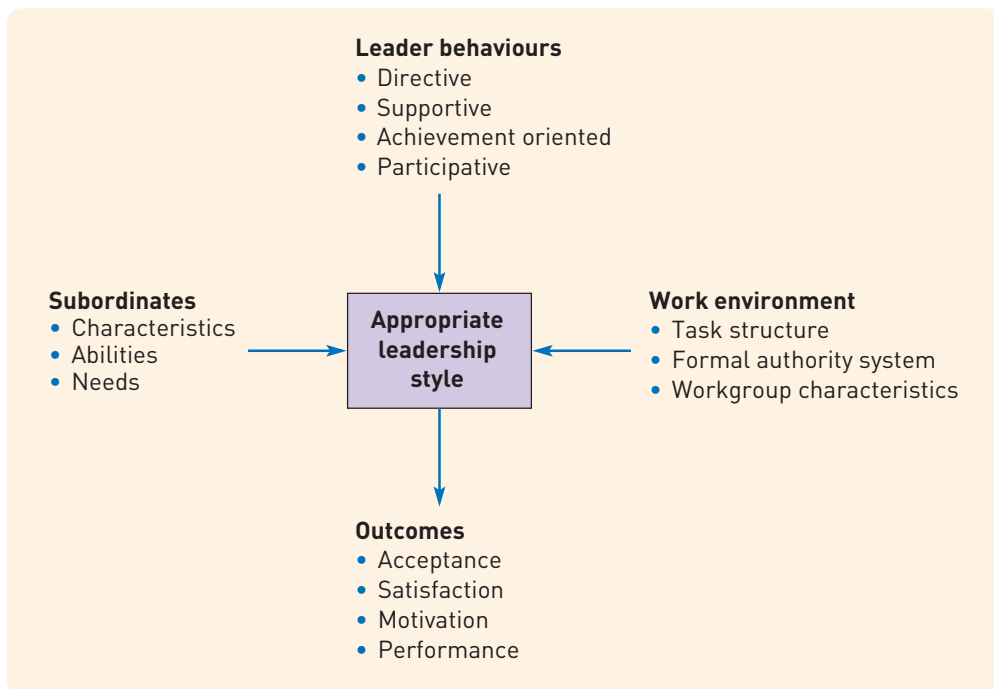 Leader behaviours
• Directive
• Supportive
• Achievement oriented
• Participative
Subordinates
• Characteristics
• Abilities
• Needs
Appropriate
leadership
style
Work environment
• Task structure
• Formal authority system
• Workgroup characteristics
Outcomes
• Acceptance
• Satisfaction
• Motivation
• Performance